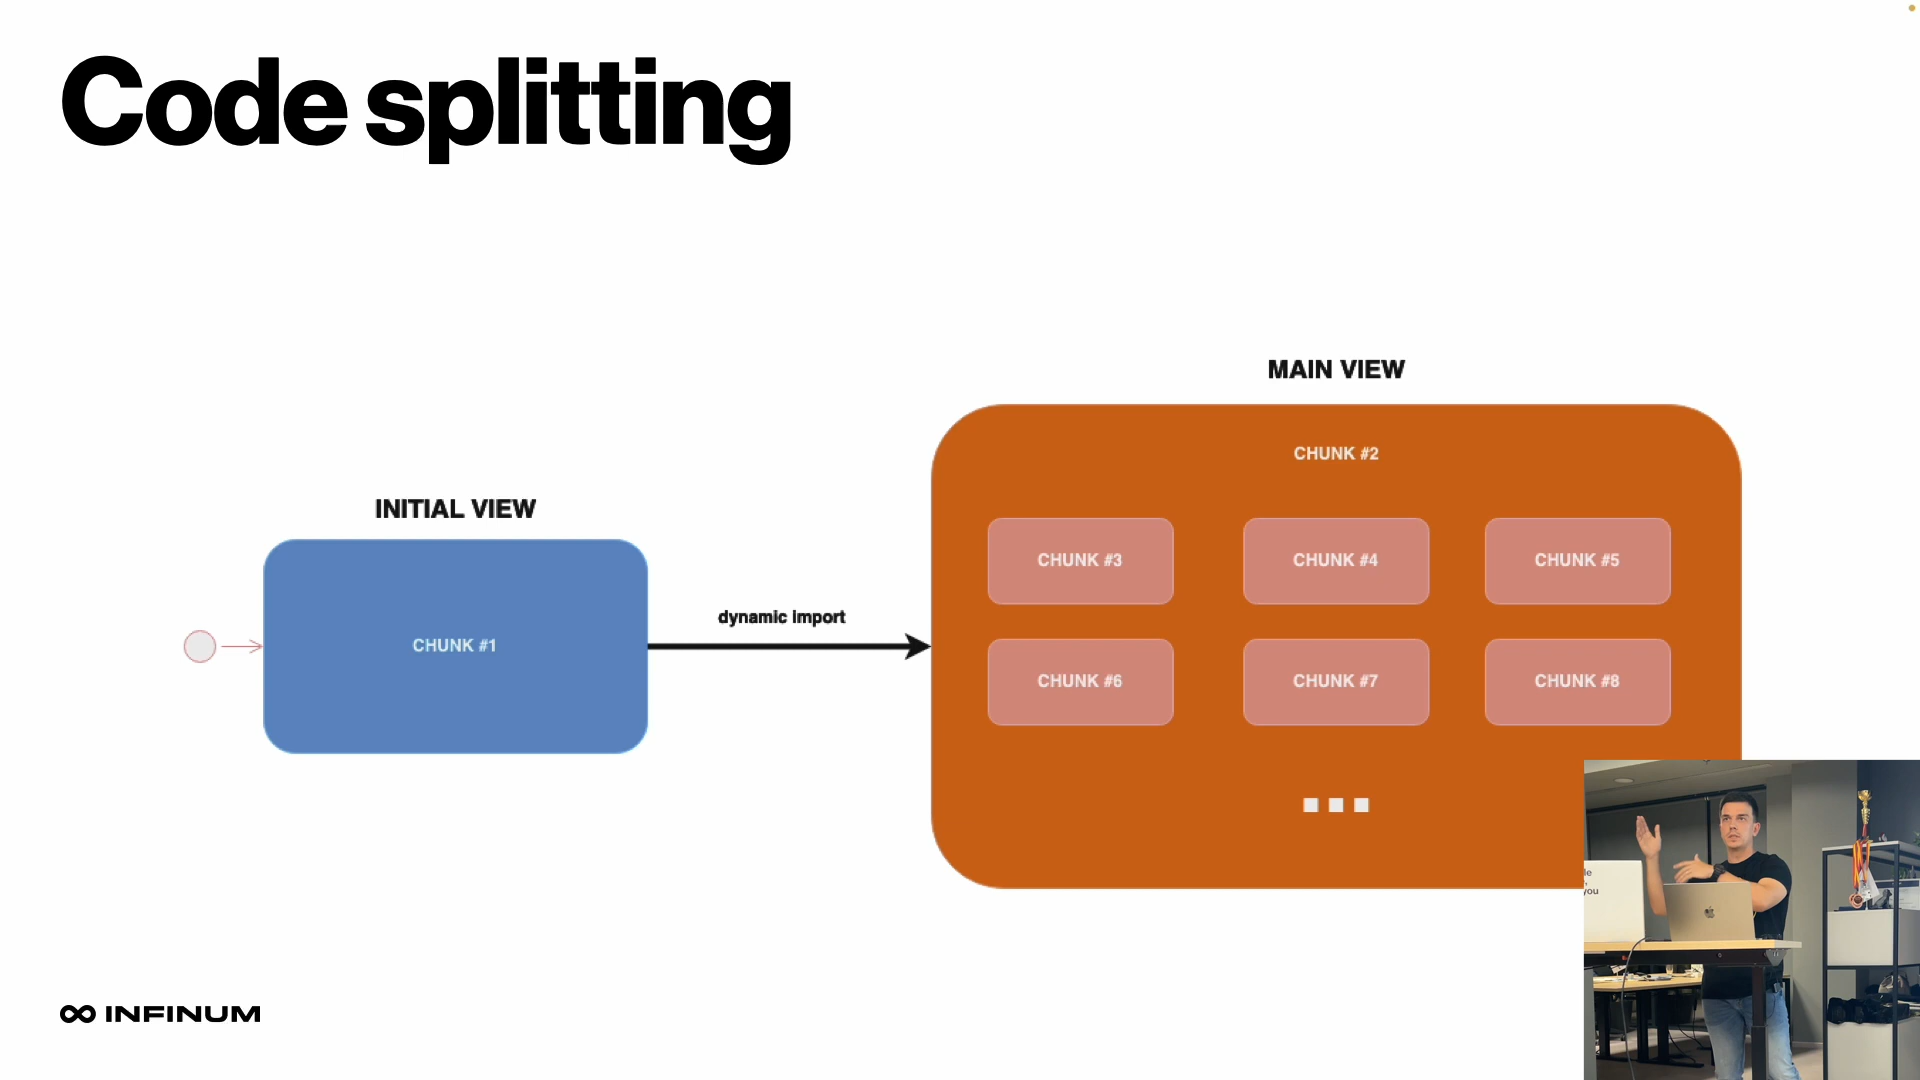 Code splitting
MAIN VIEW
CHUNK #2
INITIAL VIEW
CHUNK #3
CHUNK #4
CHUNK #5
dynamic import
CHUNK #1
CHUNK #6
CHUNK #7
CHUNK #8
you
INFINUM